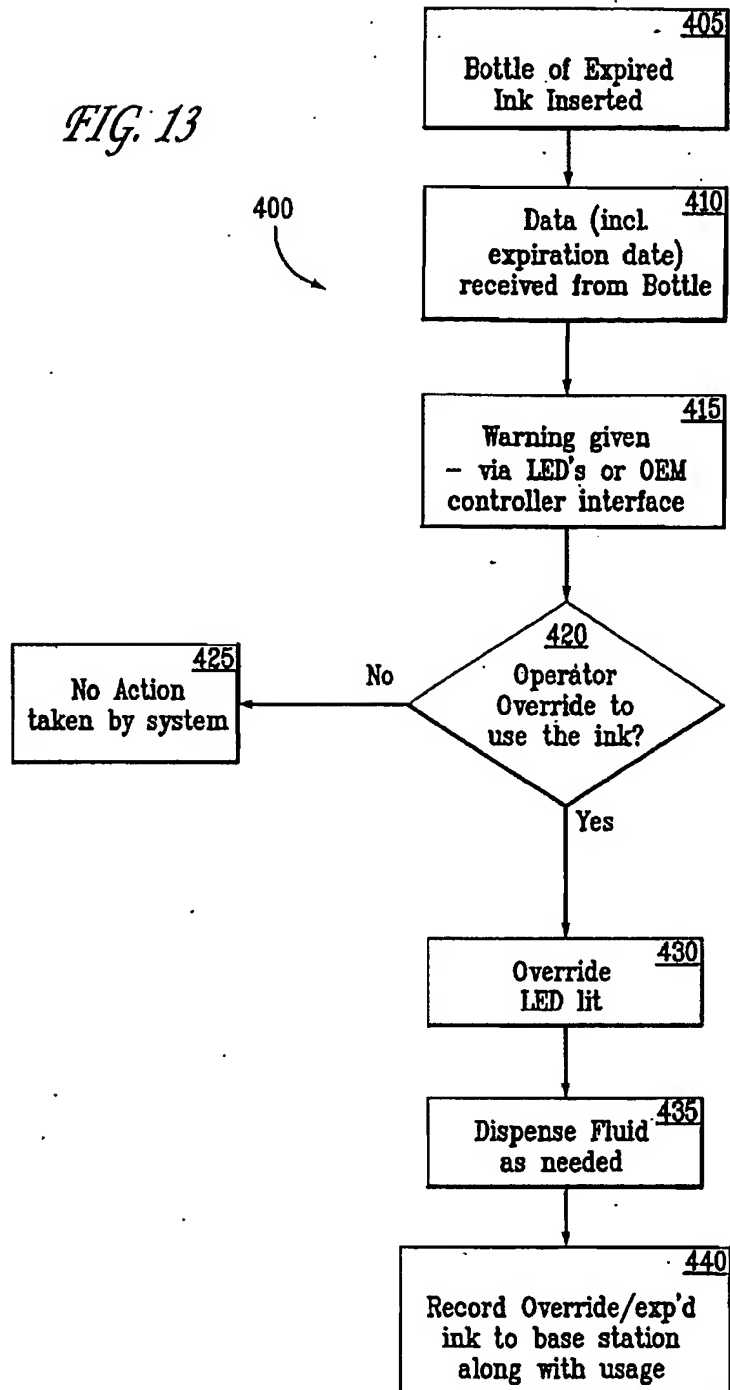 FIG. 13
400
405
Bottle of Expired
Ink Inserted
410
Data (incl.
expiration date)
received from Bottle
415
Warning given
– via LED's or OEM
controller interface
420
Operator
Override to
use the ink?
No
425
No Action
taken by system
Yes
430
Override
LED lit
435
Dispense Fluid
as needed
440
Record Override/exp'd
ink to base station
along with usage